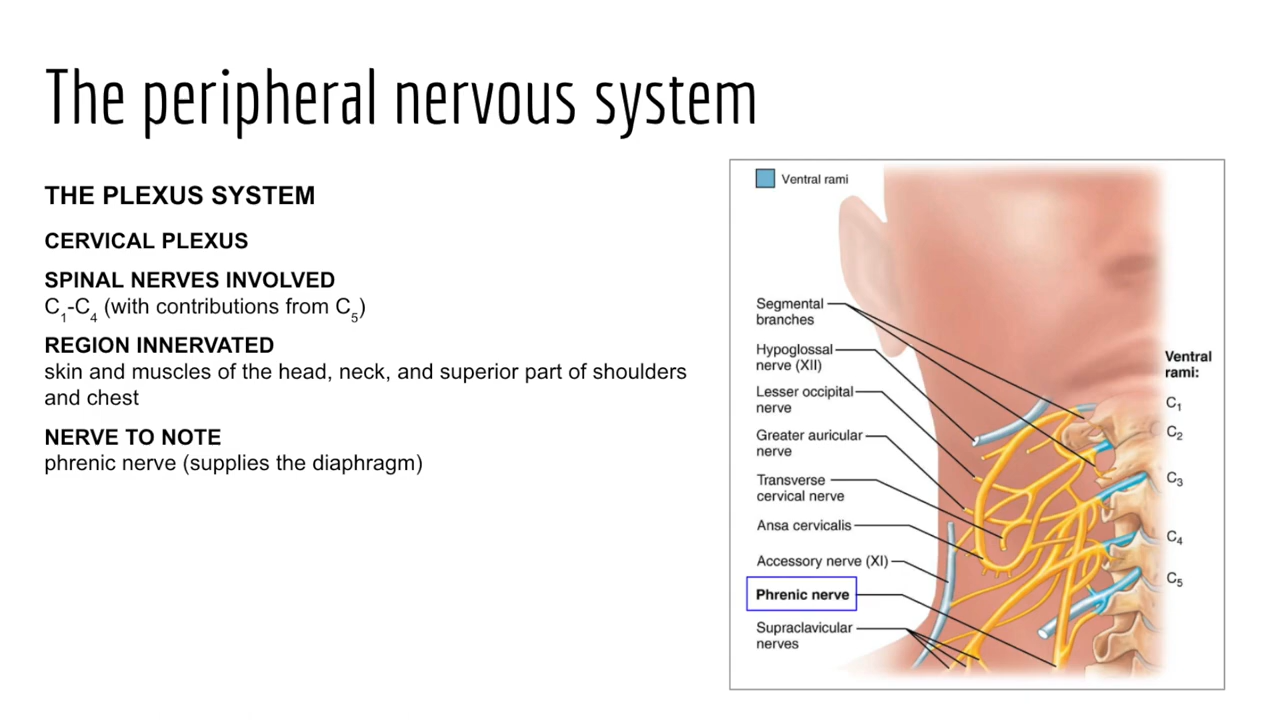 The peripheral nervous system
THE PLEXUS SYSTEM
CERVICAL PLEXUS
SPINAL NERVES INVOLVED
C1-C4 (with contributions from C5)
REGION INNERVATED
skin and muscles of the head, neck, and superior part of shoulders
and chest
NERVE TO NOTE
phrenic nerve (supplies the diaphragm)
Ventral rami
Segmental
branches
Hypoglossal
nerve (XII)
Lesser occipital
nerve
Greater auricular
nerve
Transverse
cervical nerve
Ansa cervicalis
Accessory nerve (XI)
Phrenic nerve
Supraclavicular
nerves
Ventral
rami:
C1
C2
C3
C4
C5